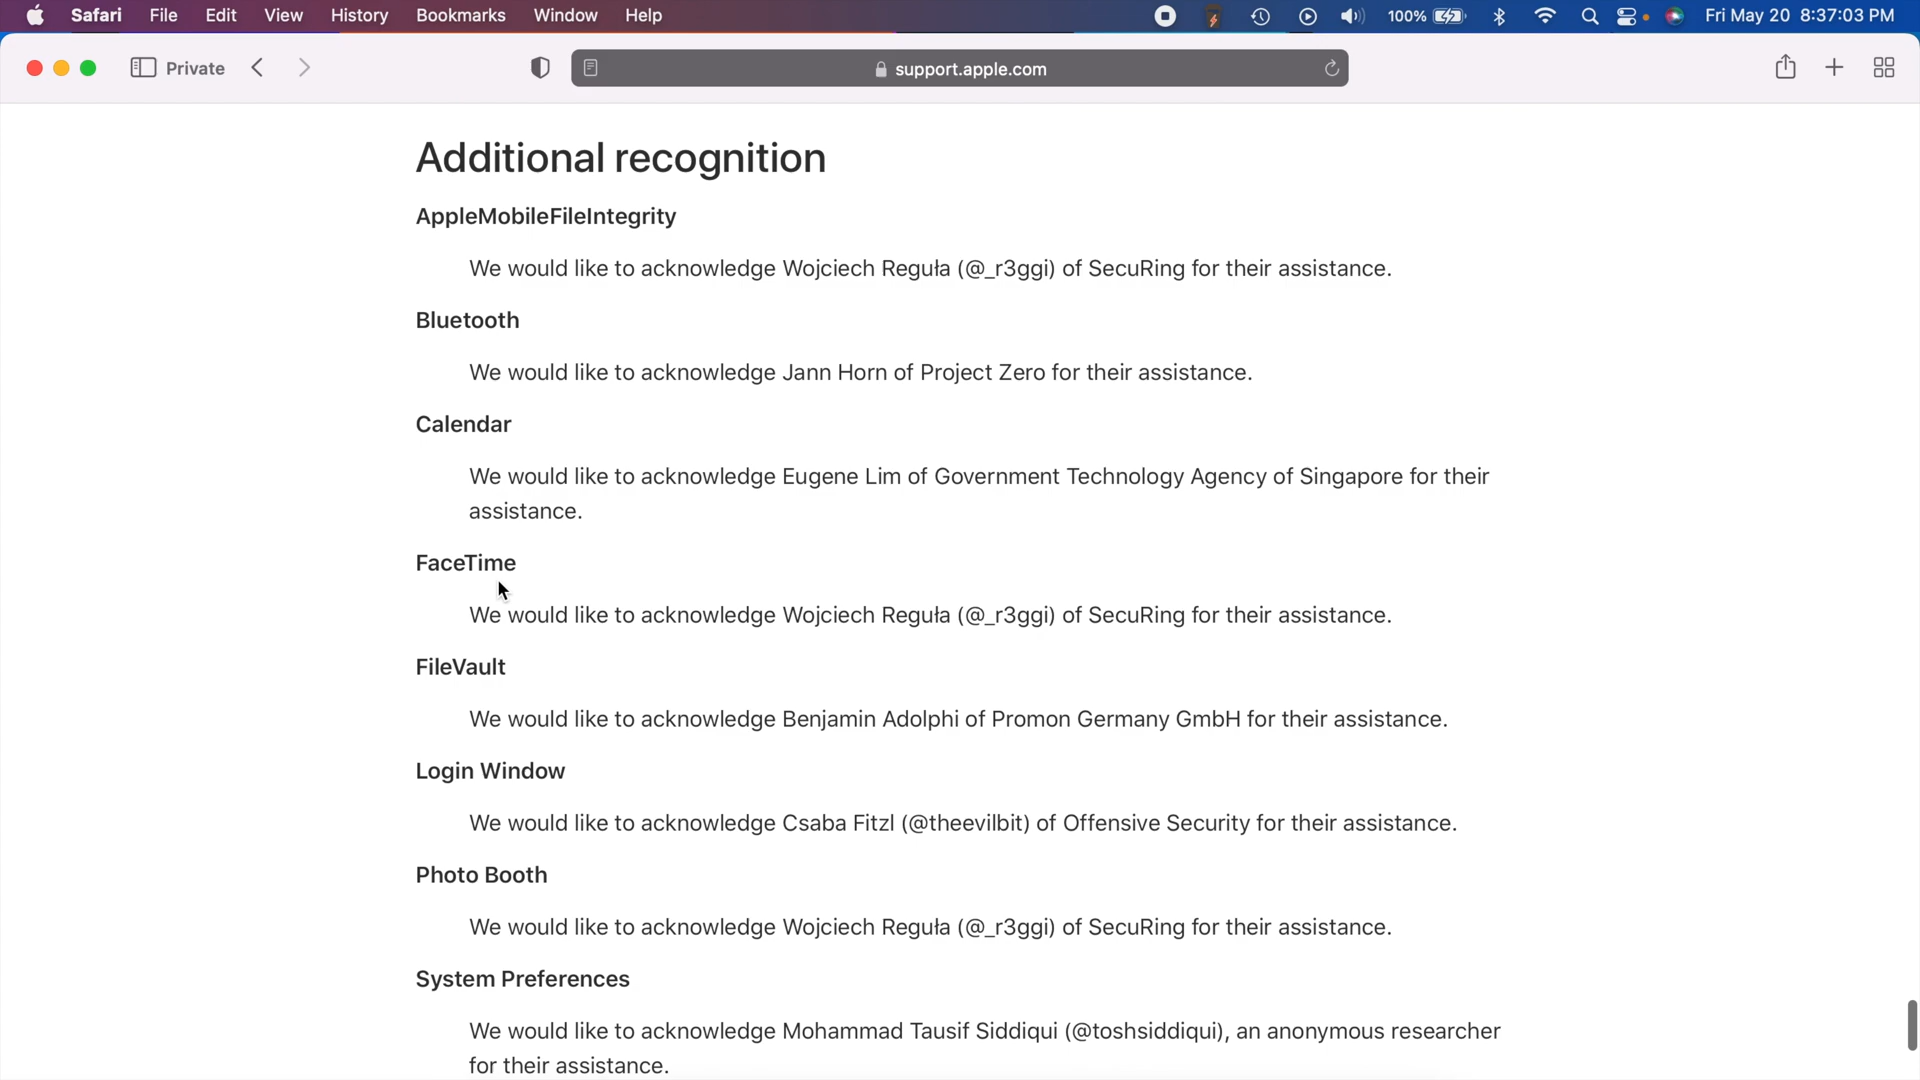 Safari File Edit View History Bookmarks Window Help 100% Fri May 20 8:37:03 PM
Private support.apple.com
Additional recognition
AppleMobileFileIntegrity
We would like to acknowledge Wojciech Reguła (@_r3ggi) of SecuRing for their assistance.
Bluetooth
We would like to acknowledge Jann Horn of Project Zero for their assistance.
Calendar
We would like to acknowledge Eugene Lim of Government Technology Agency of Singapore for their
assistance.
FaceTime
We would like to acknowledge Wojciech Reguła (@_r3ggi) of SecuRing for their assistance.
FileVault
We would like to acknowledge Benjamin Adolphi of Promon Germany GmbH for their assistance.
Login Window
We would like to acknowledge Csaba Fitzl (@theevilbit) of Offensive Security for their assistance.
Photo Booth
We would like to acknowledge Wojciech Reguła (@_r3ggi) of SecuRing for their assistance.
System Preferences
We would like to acknowledge Mohammad Tausif Siddiqui (@toshsiddiqui), an anonymous researcher
for their assistance.